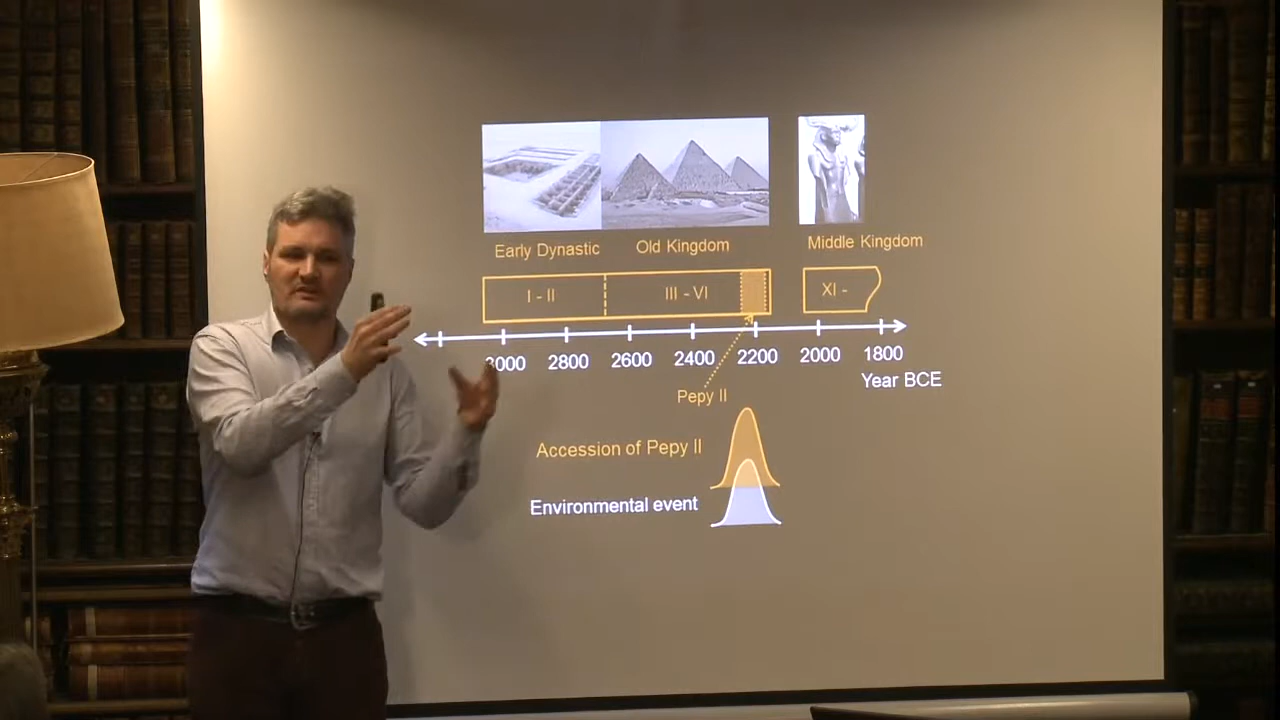 Early Dynastic
Old Kingdom
Middle Kingdom
I - II
III - VI
XI -
3000
2800
2600
2400
2200
2000
1800
Year BCE
Pepy II
Accession of Pepy II
Environmental event